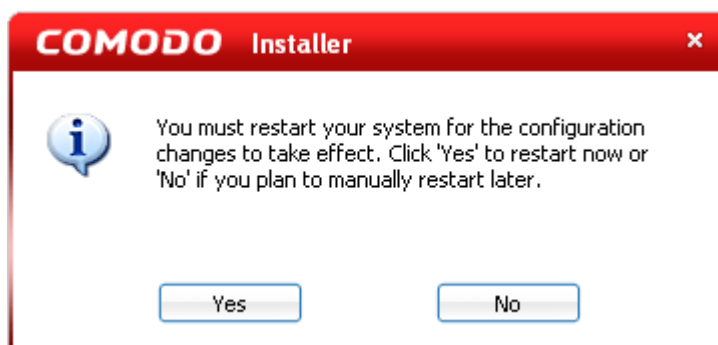 COMODO Installer
You must restart your system for the configuration
changes to take effect. Click 'Yes' to restart now or
'No' if you plan to manually restart later.
Yes No